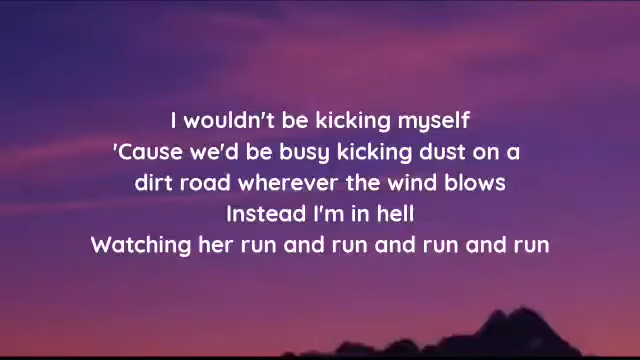 I wouldn't be kicking myself
'Cause we'd be busy kicking dust on a
dirt road wherever the wind blows
Instead I'm in hell
Watching her run and run and run and run